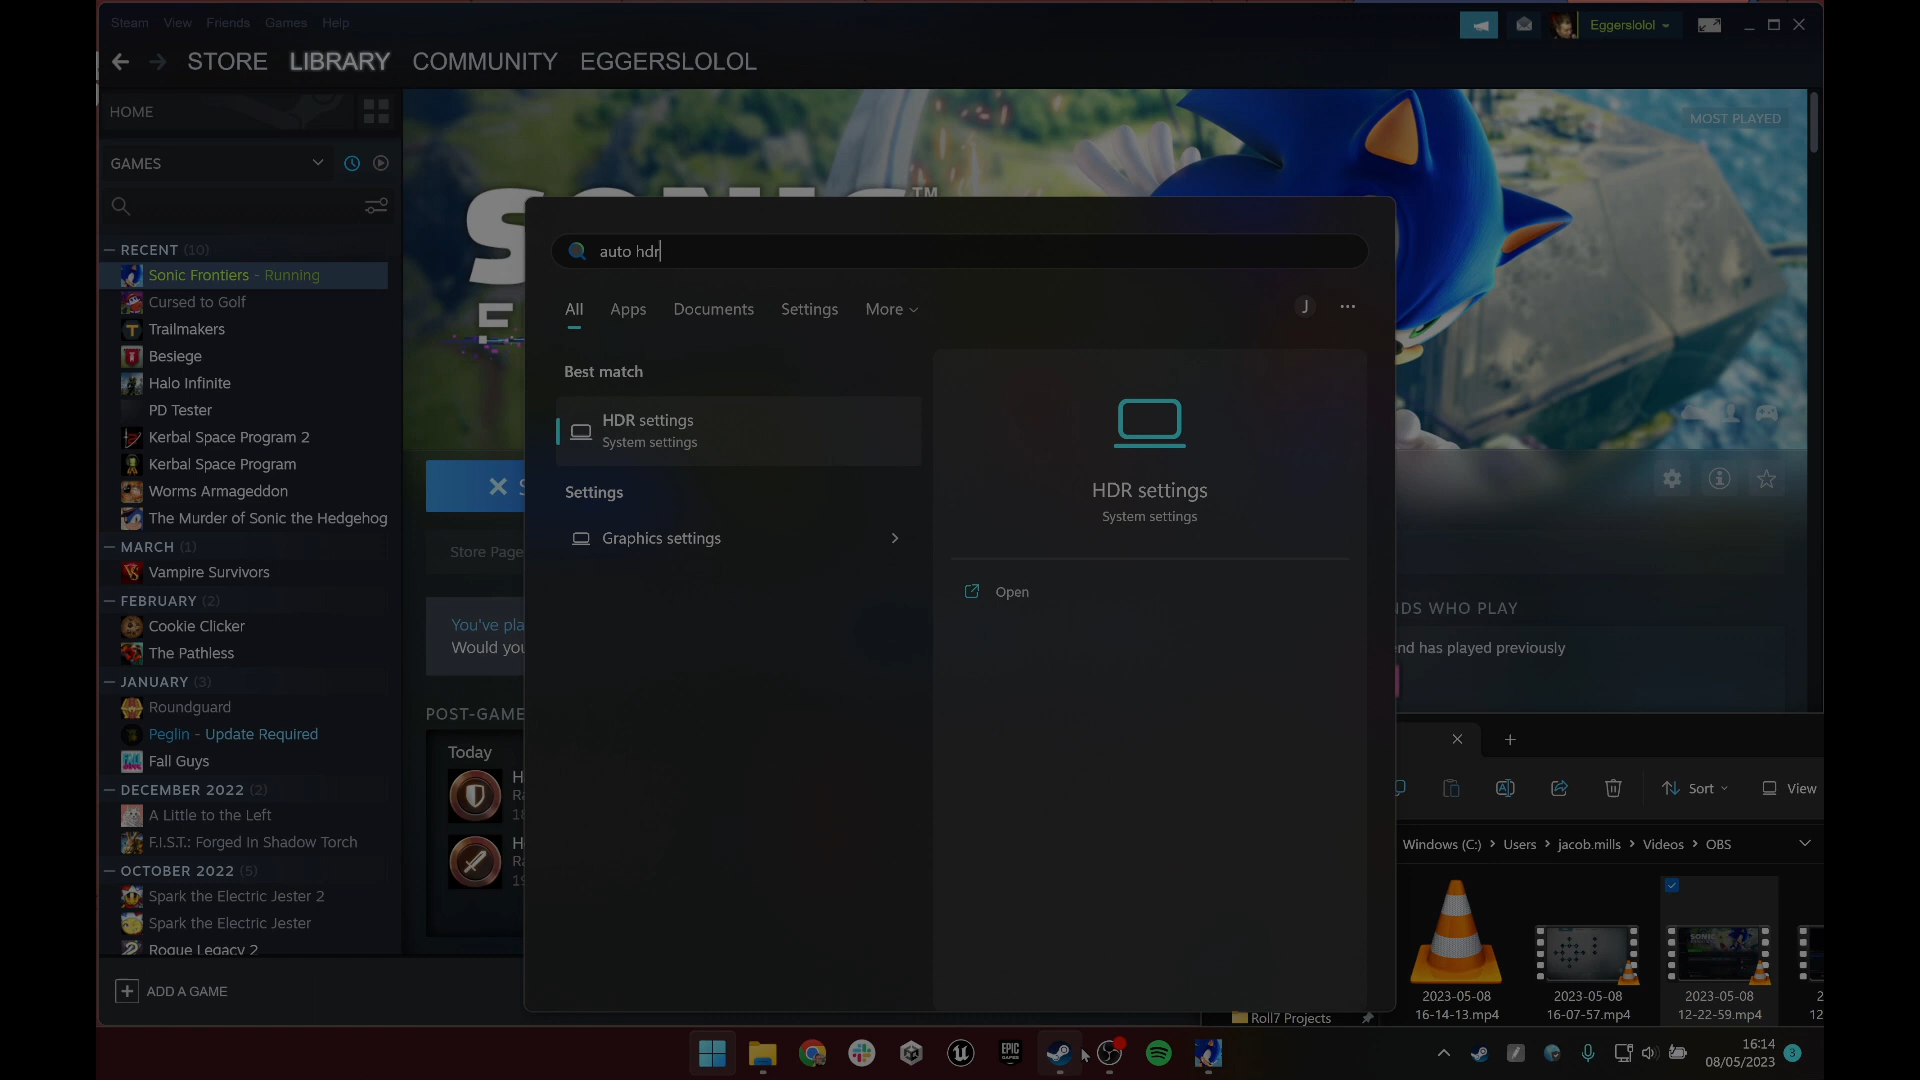 Steam View Friends Games Help
Eggerslolol
STORE LIBRARY COMMUNITY EGGERSLOLOL
HOME
MOST PLAYED
GAMES
SONIC™
auto hdr
All Apps Documents Settings More
J
Best match
HDR settings
System settings
Settings
Graphics settings
HDR settings
System settings
Open
RECENT (10)
Sonic Frontiers - Running
Cursed to Golf
Trailmakers
Besiege
Halo Infinite
PD Tester
Kerbal Space Program 2
Kerbal Space Program
Worms Armageddon
The Murder of Sonic the Hedgehog
MARCH (1)
Vampire Survivors
FEBRUARY (2)
Cookie Clicker
The Pathless
JANUARY (3)
Roundguard
Peglin - Update Required
Fall Guys
DECEMBER 2022 (2)
A Little to the Left
F.I.S.T.: Forged In Shadow Torch
OCTOBER 2022 (5)
Spark the Electric Jester 2
Spark the Electric Jester
Rogue Legacy 2
ADD A GAME
Store Page
You've pla
Would you
POST-GAME
Today
NDS WHO PLAY
nd has played previously
Sort View
Windows (C:) > Users > jacob.mills > Videos > OBS
2023-05-08
16-14-13.mp4
2023-05-08
16-07-57.mp4
2023-05-08
12-22-59.mp4
Roll7 Projects
EPIC
GAMES
16:14
08/05/2023
3